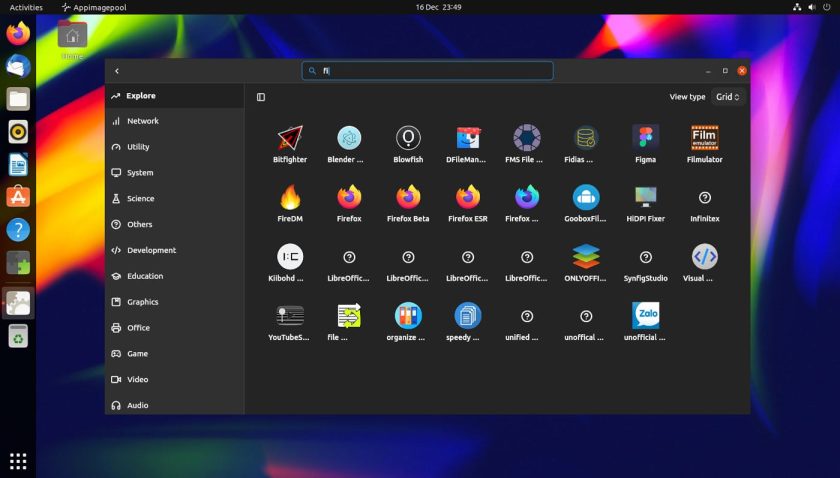 Activities
Appimagepool
16 Dec 23:49
Home
fi
Explore
View type
Grid
Network
Utility
System
Science
Others
Development
Education
Graphics
Office
Game
Video
Audio
Bitfighter
Blender ...
Blowfish
DFileMan...
FMS File ...
Fidias ...
Figma
Film
emulator
Filmulator
FireDM
Firefox
Firefox Beta
Firefox ESR
Firefox ...
GooboxFil...
HiDPI Fixer
Infinitex
I:C
Kiibohd ...
LibreOffic...
LibreOffic...
LibreOffic...
LibreOffic...
ONLYOFFI...
SynfigStudio
Visual ...
YouTubeS...
file ...
organize ...
speedy ...
unified ...
unoffical ...
Zalo
unofficial ...